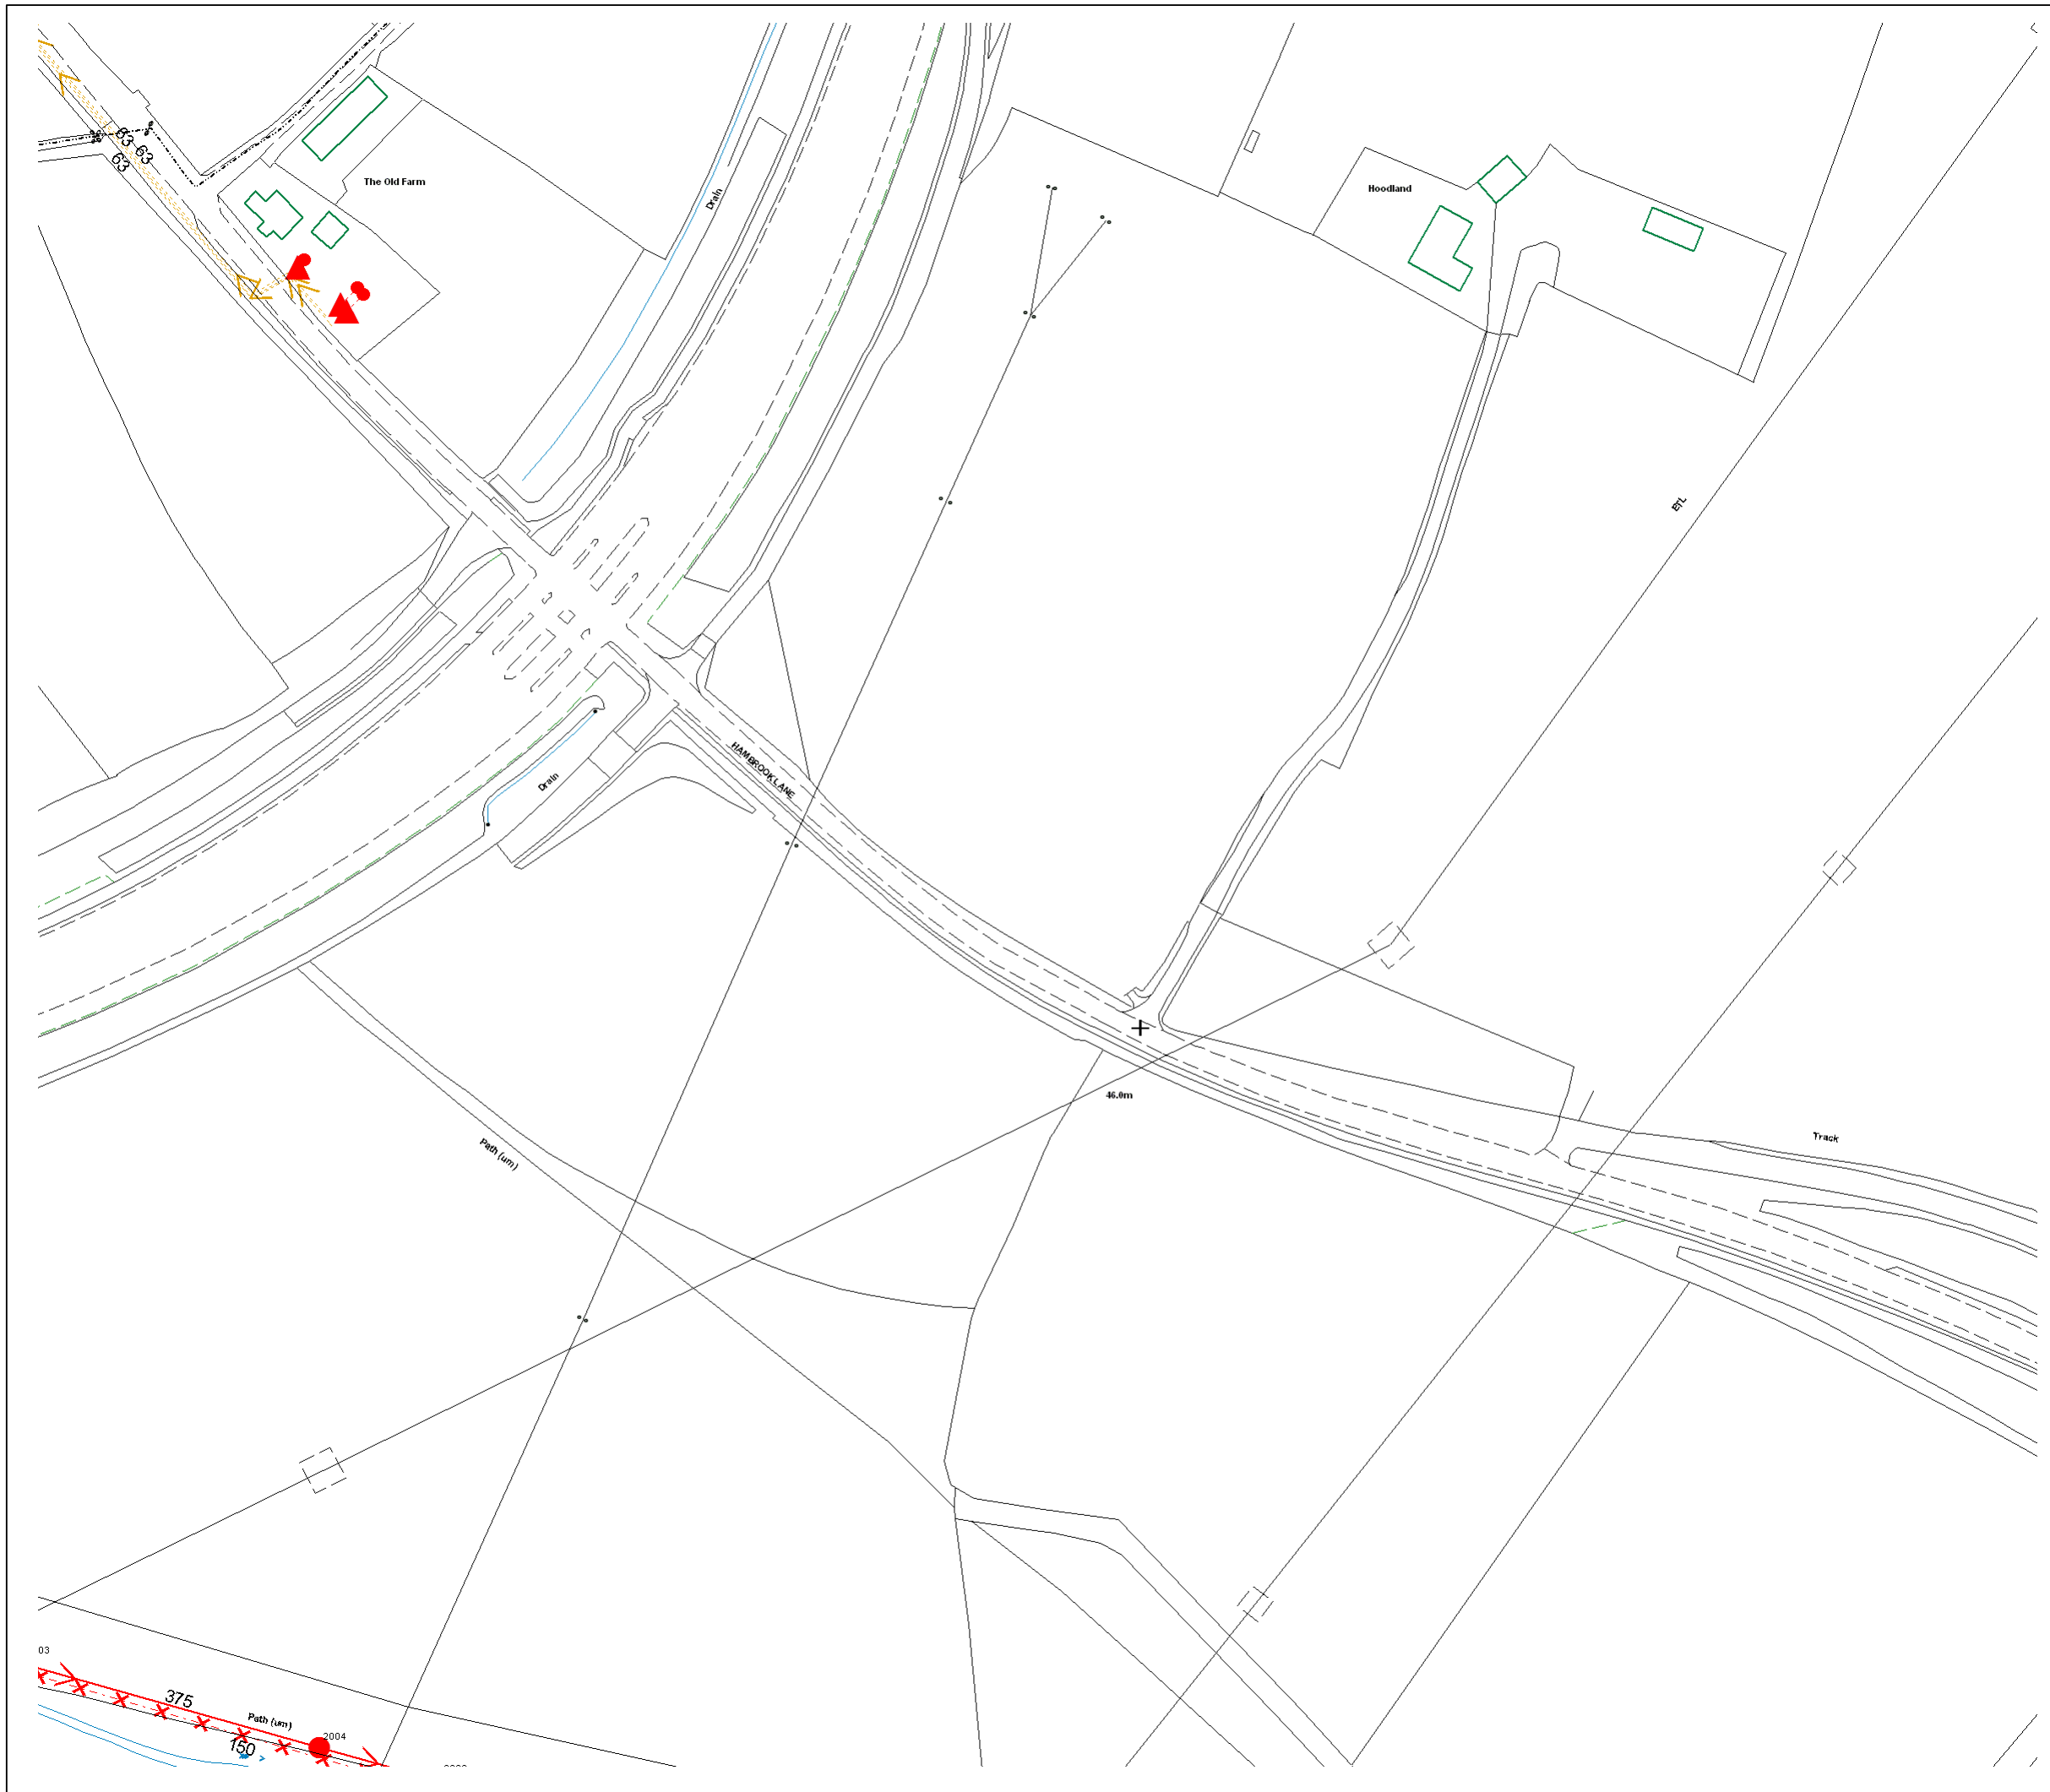 63
63
63
The Old Farm
Drain
Hoodland
ETL
HAMBROOK LANE
Drain
46.0m
Track
Path (um)
03
375
Path (um)
2004
150